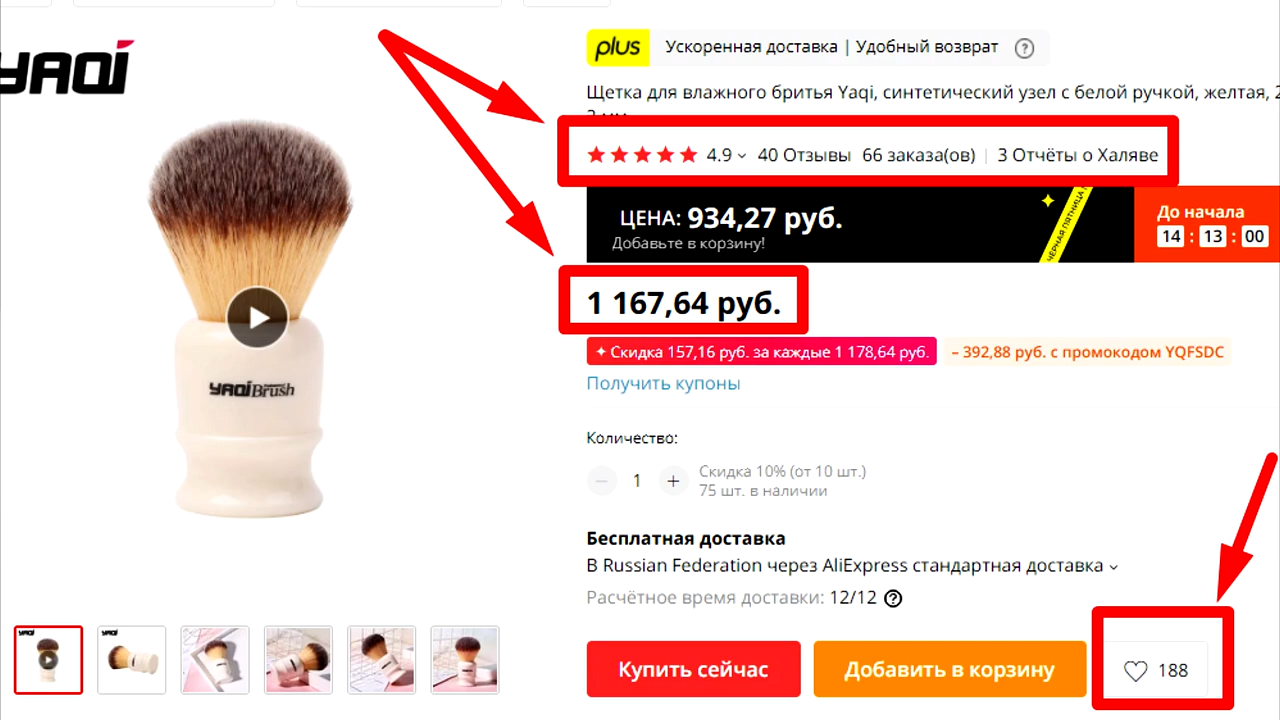 YAQi
plus
Ускоренная доставка | Удобный возврат ?
Щетка для влажного бритья Yaqi, синтетический узел с белой ручкой, желтая, 2
4.9 40 Отзывы 66 заказа(ов) | 3 Отчёты о Халяве
ЦЕНА: 934,27 руб.
Добавьте в корзину!
ЧЁРНАЯ ПЯТНИЦА
До начала
14 : 13 : 00
1 167,64 руб.
Скидка 157,16 руб. за каждые 1 178,64 руб.
– 392,88 руб. с промокодом YQFSDC
Получить купоны
YAQi Brush
Количество:
− 1 +
Скидка 10% (от 10 шт.)
75 шт. в наличии
Бесплатная доставка
В Russian Federation через AliExpress стандартная доставка
Расчётное время доставки: 12/12 ?
Купить сейчас
Добавить в корзину
188